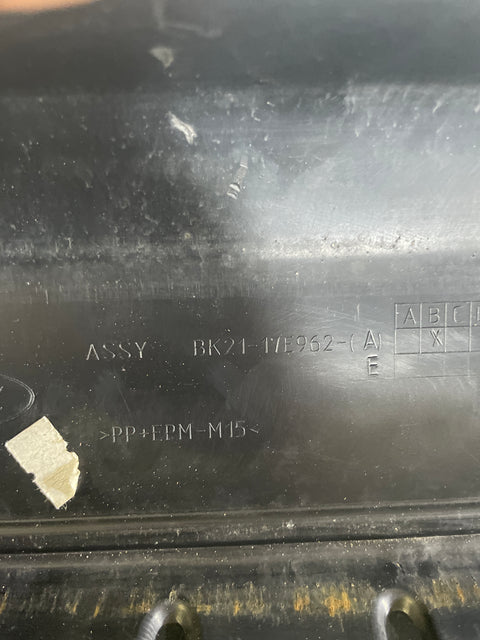 A B C
ASSY BK21-17E962-(A)
X
E
>PP+EPM-M15<